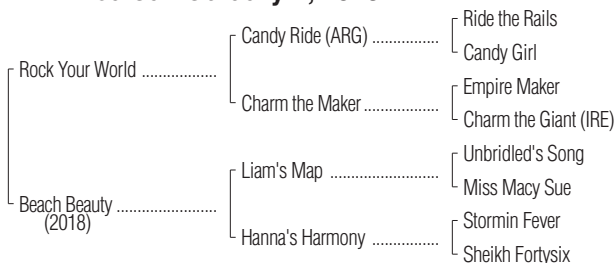 Ride the Rails
Candy Ride (ARG) ................
Candy Girl
Rock Your World ..................
Empire Maker
Charm the Maker ..................
Charm the Giant (IRE)
Unbridled's Song
Liam's Map ..........................
Miss Macy Sue
Beach Beauty ........................
(2018)
Stormin Fever
Hanna's Harmony ................
Sheikh Fortysix